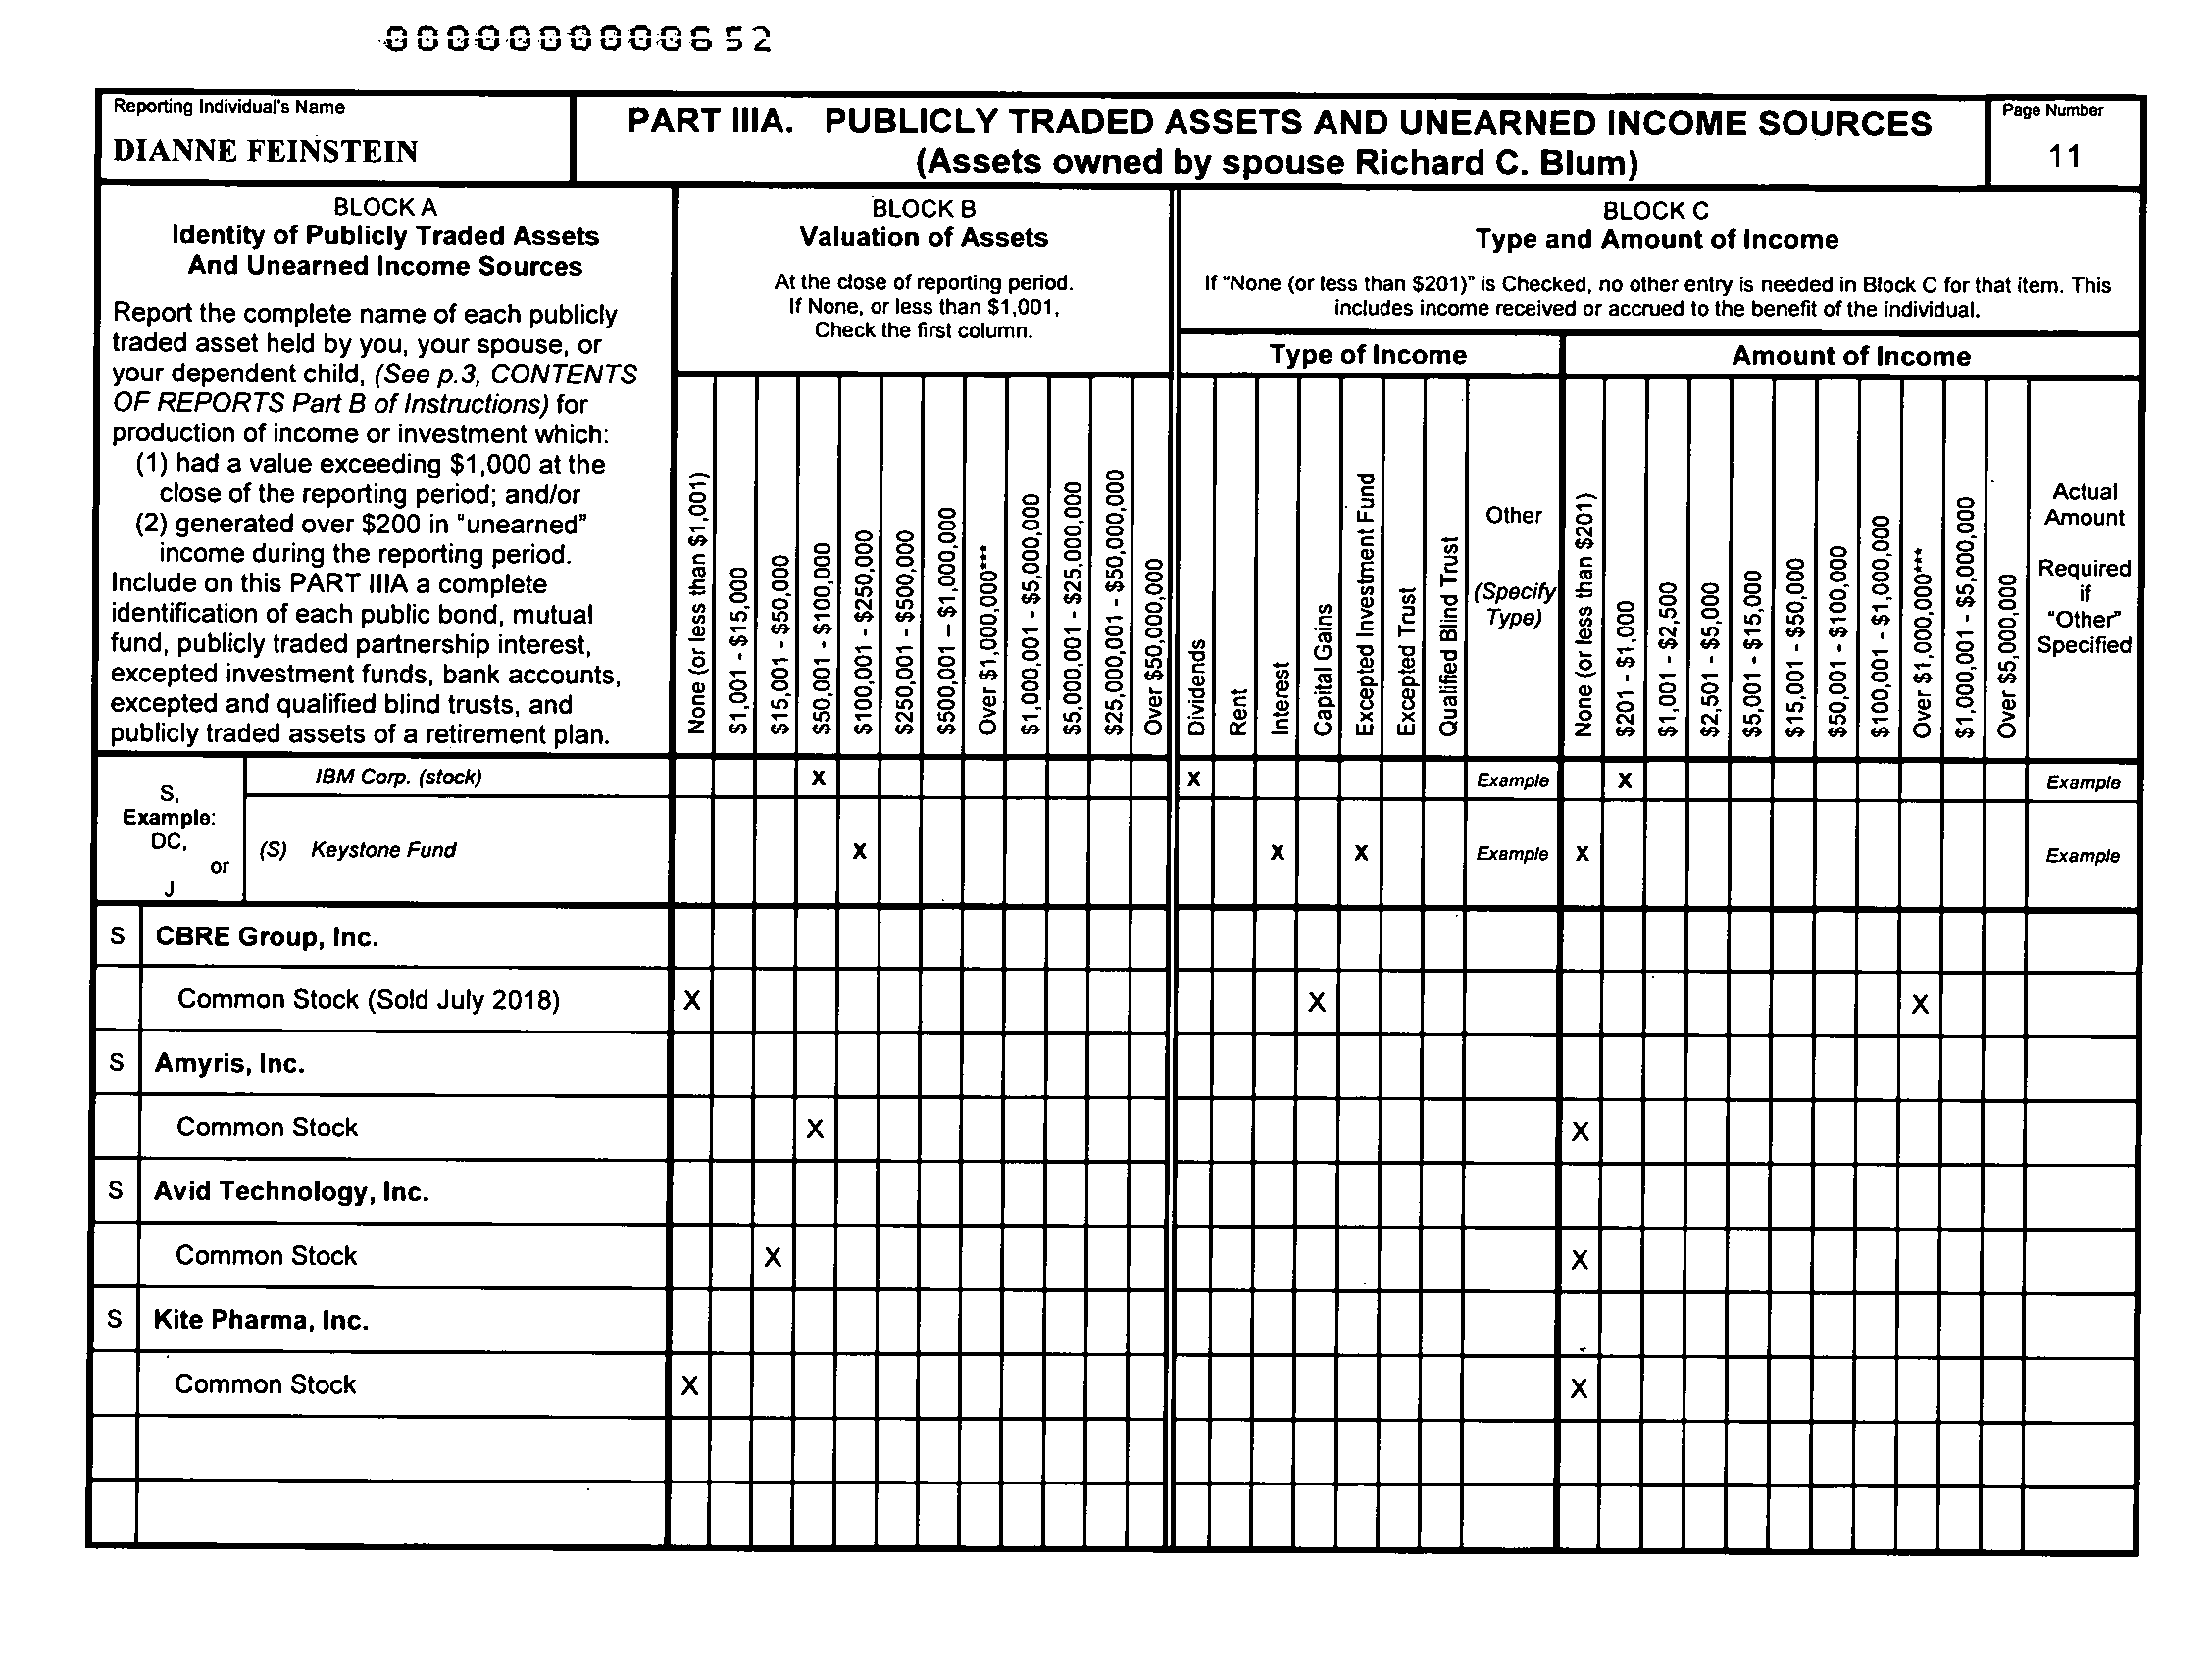 000000000652
Reporting Individual's Name
DIANNE FEINSTEIN
PART IIIA. PUBLICLY TRADED ASSETS AND UNEARNED INCOME SOURCES
(Assets owned by spouse Richard C. Blum)
Page Number
11
BLOCK A
Identity of Publicly Traded Assets
And Unearned Income Sources
Report the complete name of each publicly
traded asset held by you, your spouse, or
your dependent child, (See p.3, CONTENTS
OF REPORTS Part B of Instructions) for
production of income or investment which:
(1) had a value exceeding $1,000 at the
close of the reporting period; and/or
(2) generated over $200 in "unearned"
income during the reporting period.
Include on this PART IIIA a complete
identification of each public bond, mutual
fund, publicly traded partnership interest,
excepted investment funds, bank accounts,
excepted and qualified blind trusts, and
publicly traded assets of a retirement plan.
BLOCK B
Valuation of Assets
At the close of reporting period.
If None, or less than $1,001,
Check the first column.
None (or less than $1,001)
$1,001 - $15,000
$15,001 - $50,000
$50,001 - $100,000
$100,001 - $250,000
$250,001 - $500,000
$500,001 – $1,000,000
Over $1,000,000***
$1,000,001 - $5,000,000
$5,000,001 - $25,000,000
$25,000,001 - $50,000,000
Over $50,000,000
BLOCK C
Type and Amount of Income
If "None (or less than $201)" is Checked, no other entry is needed in Block C for that item. This
includes income received or accrued to the benefit of the individual.
Type of Income
Dividends
Rent
Interest
Capital Gains
Excepted Investment Fund
Excepted Trust
Qualified Blind Trust
Other
(Specify
Type)
Amount of Income
None (or less than $201)
$201 - $1,000
$1,001 - $2,500
$2,501 - $5,000
$5,001 - $15,000
$15,001 - $50,000
$50,001 - $100,000
$100,001 - $1,000,000
Over $1,000,000***
$1,000,001 - $5,000,000
Over $5,000,000
Actual
Amount
Required
if
"Other"
Specified
S,
Example:
DC,
or
J
IBM Corp. (stock) X X Example X Example
(S) Keystone Fund X X X Example X Example
S CBRE Group, Inc.
Common Stock (Sold July 2018) X X X
S Amyris, Inc.
Common Stock X X
S Avid Technology, Inc.
Common Stock X X
S Kite Pharma, Inc.
Common Stock X X